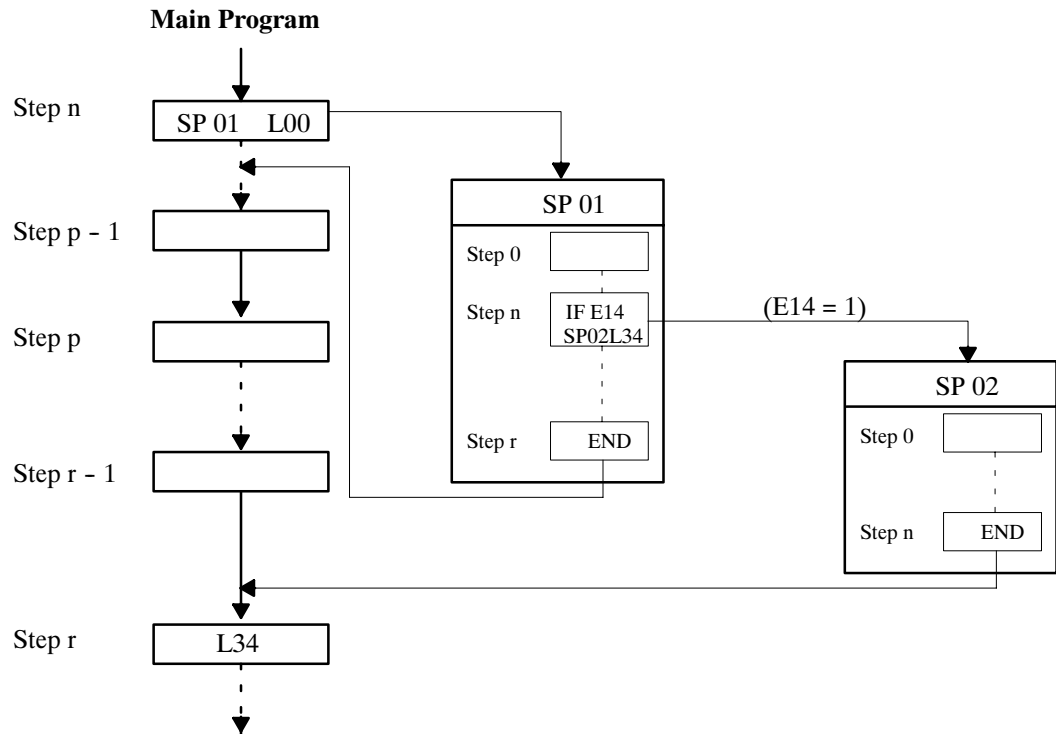 Main Program
Step n
SP 01 L00
Step p - 1
Step p
Step r - 1
Step r
L34
SP 01
Step 0
Step n
IF E14
SP02L34
Step r
END
(E14 = 1)
SP 02
Step 0
Step n
END